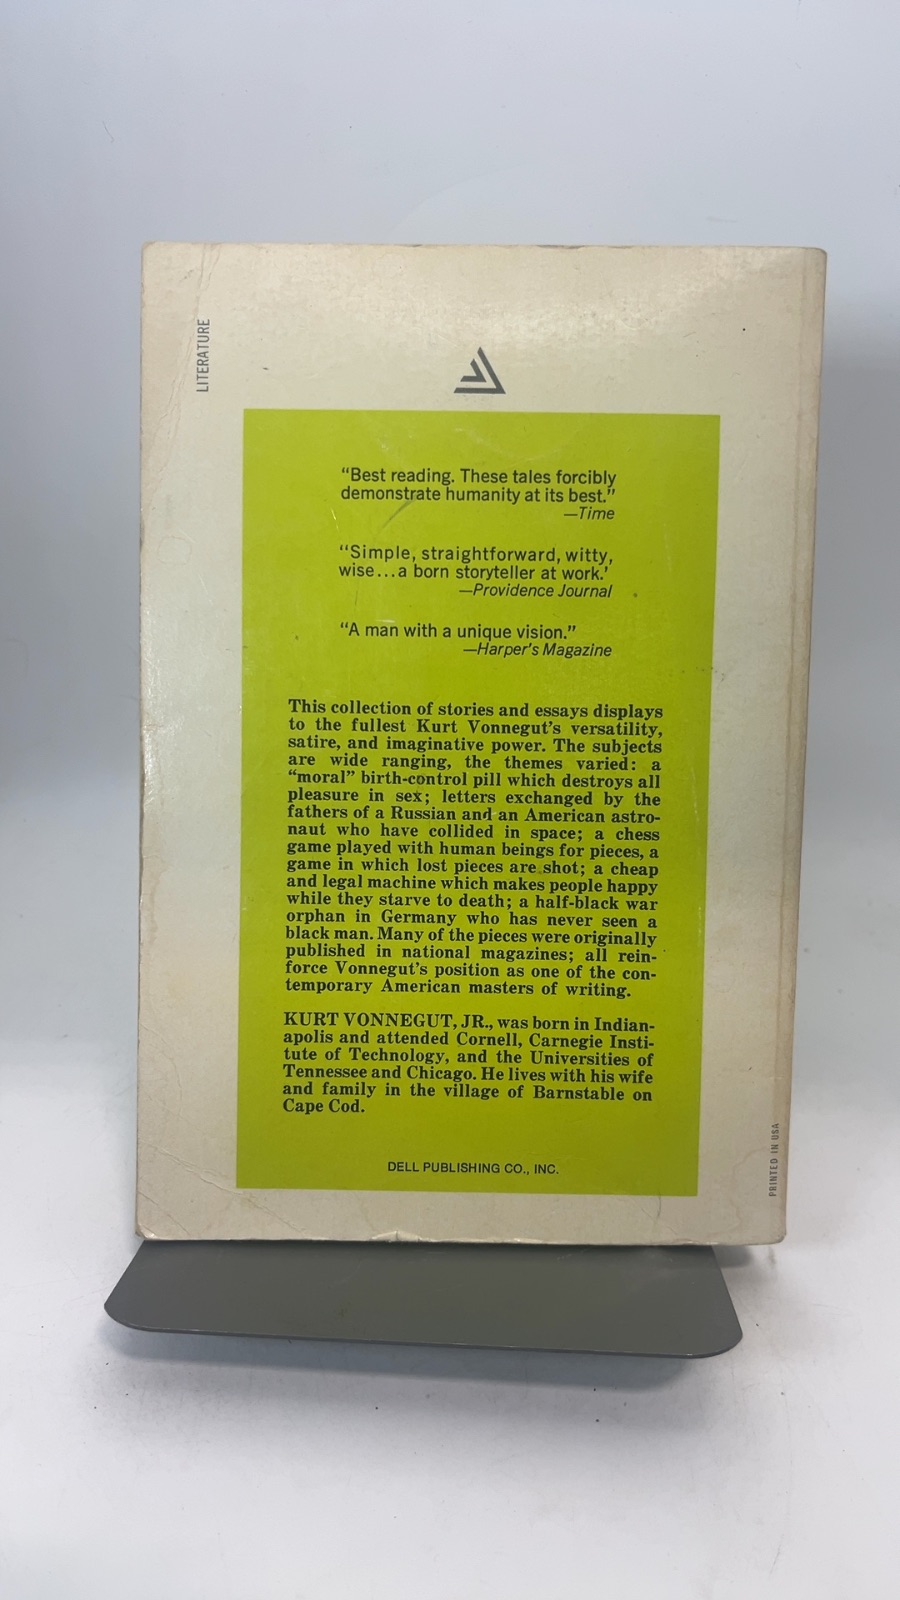 LITERATURE
“Best reading. These tales forcibly
demonstrate humanity at its best.”
—Time
“Simple, straightforward, witty,
wise...a born storyteller at work.’
—Providence Journal
“A man with a unique vision.”
—Harper’s Magazine
This collection of stories and essays displays
to the fullest Kurt Vonnegut’s versatility,
satire, and imaginative power. The subjects
are wide ranging, the themes varied: a
“moral” birth-control pill which destroys all
pleasure in sex; letters exchanged by the
fathers of a Russian and an American astro-
naut who have collided in space; a chess
game played with human beings for pieces, a
game in which lost pieces are shot; a cheap
and legal machine which makes people happy
while they starve to death; a half-black war
orphan in Germany who has never seen a
black man. Many of the pieces were originally
published in national magazines; all rein-
force Vonnegut’s position as one of the con-
temporary American masters of writing.
KURT VONNEGUT, JR., was born in Indian-
apolis and attended Cornell, Carnegie Insti-
tute of Technology, and the Universities of
Tennessee and Chicago. He lives with his wife
and family in the village of Barnstable on
Cape Cod.
DELL PUBLISHING CO., INC.
PRINTED IN USA